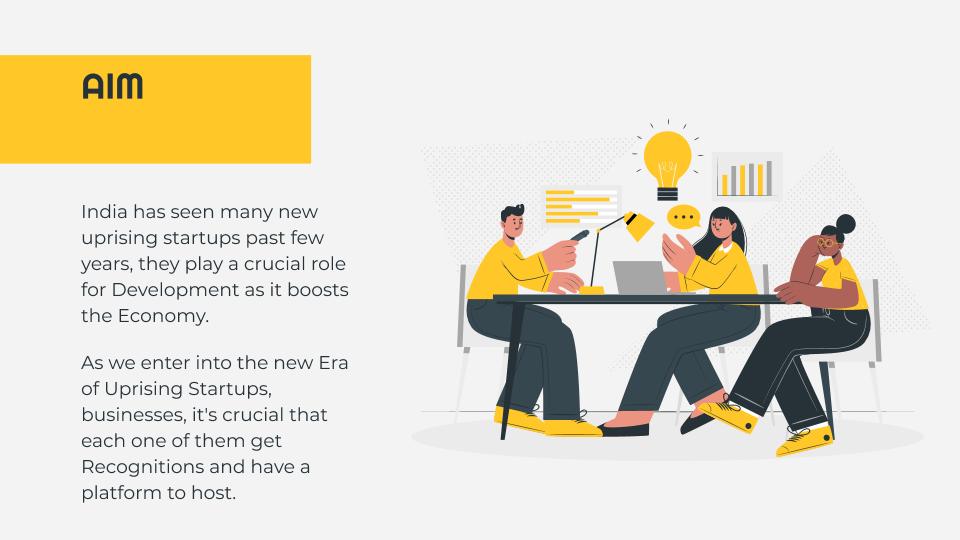 AIM
India has seen many new
uprising startups past few
years, they play a crucial role
for Development as it boosts
the Economy.
As we enter into the new Era
of Uprising Startups,
businesses, it's crucial that
each one of them get
Recognitions and have a
platform to host.